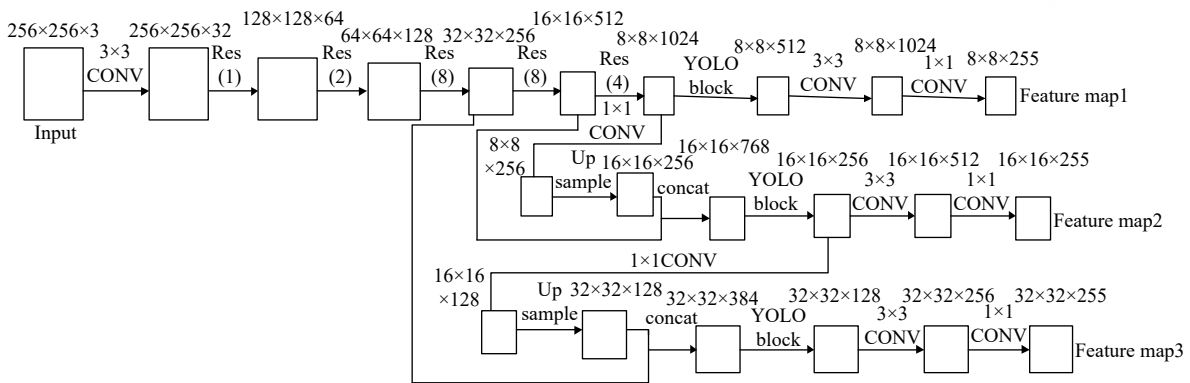 256×256×3
3×3
CONV
Input
256×256×32
Res
(1)
128×128×64
Res
(2)
64×64×128
Res
(8)
32×32×256
Res
(8)
16×16×512
Res
(4)
8×8×1024
YOLO
block
8×8×512
3×3
CONV
8×8×1024
1×1
CONV
8×8×255
Feature map1
1×1
CONV
8×8
×256
Up
sample
16×16×256
concat
16×16×768
YOLO
block
16×16×256
3×3
CONV
16×16×512
1×1
CONV
16×16×255
Feature map2
1×1CONV
16×16
×128
Up
sample
32×32×128
concat
32×32×384
YOLO
block
32×32×128
3×3
CONV
32×32×256
1×1
CONV
32×32×255
Feature map3